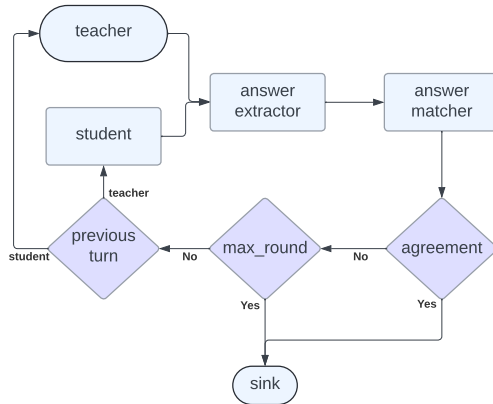 teacher
answer
extractor
answer
matcher
student
teacher
previous
turn
max_round
agreement
student
No
No
Yes
Yes
sink